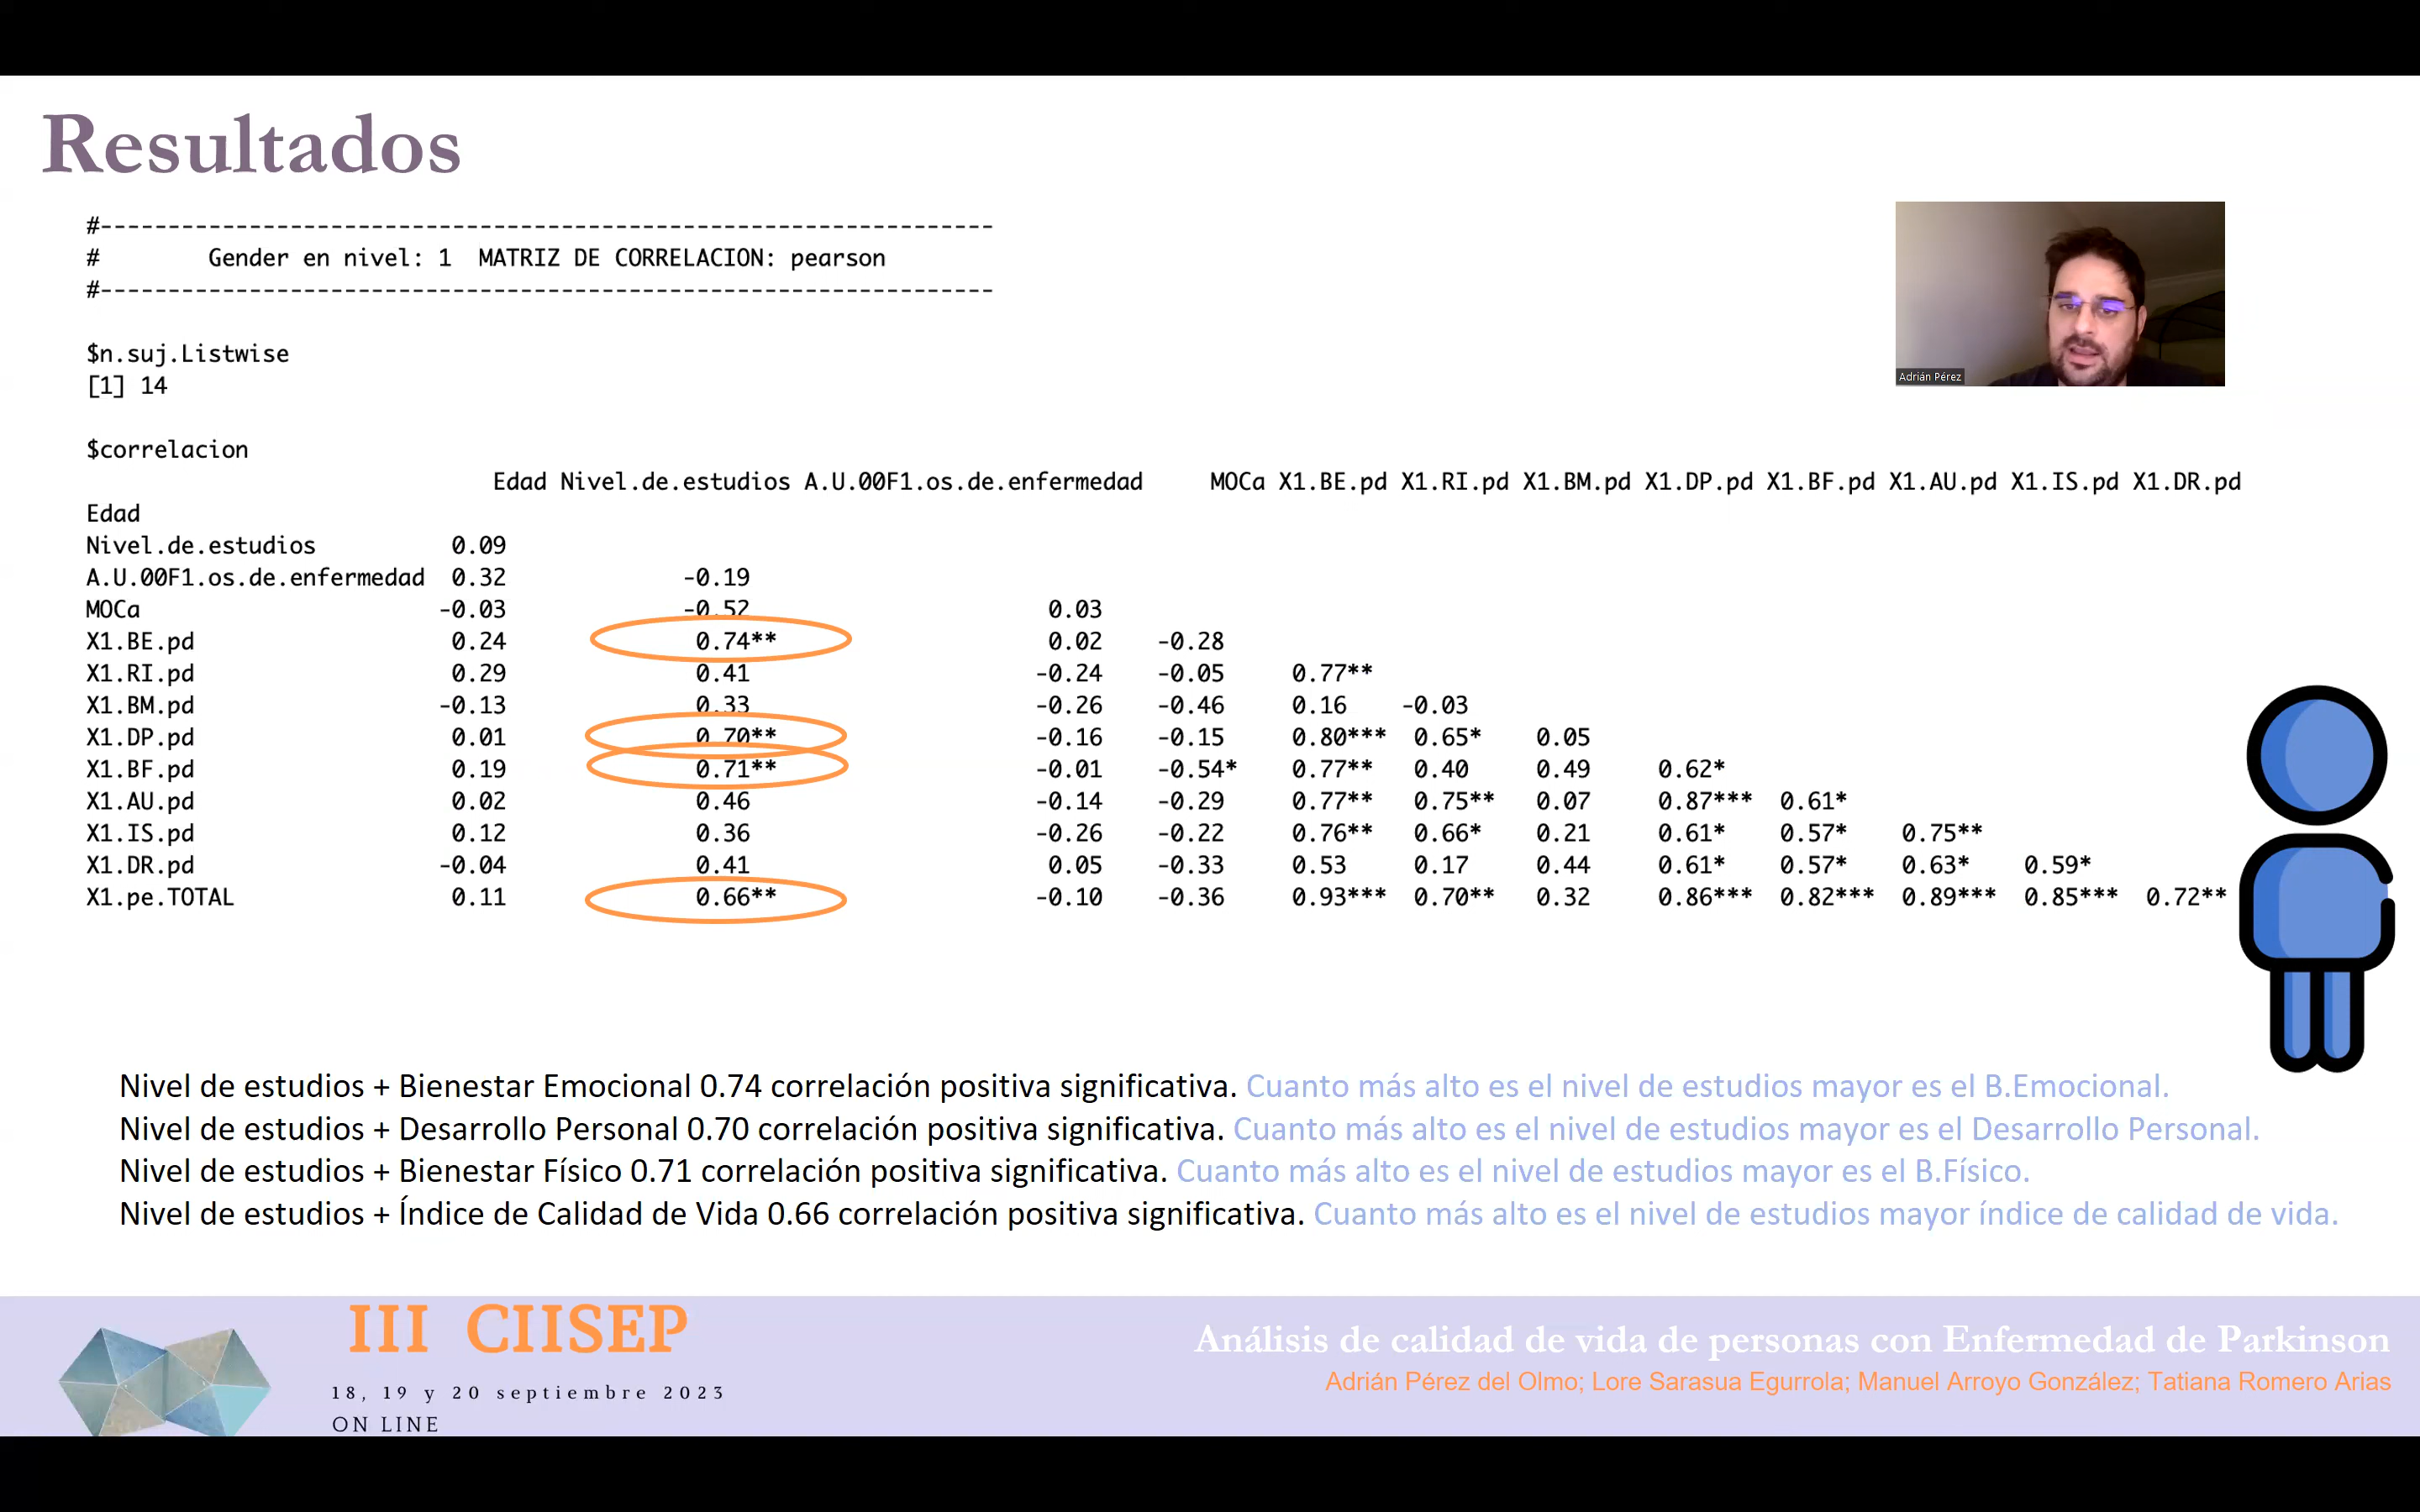 Resultados
#------------------------------------------------------------------
# Gender en nivel: 1 MATRIZ DE CORRELACION: pearson
#------------------------------------------------------------------
$n.suj.Listwise
[1] 14
Adrián Pérez
$correlacion
Edad Nivel.de.estudios A.U.00F1.os.de.enfermedad MOCa X1.BE.pd X1.RI.pd X1.BM.pd X1.DP.pd X1.BF.pd X1.AU.pd X1.IS.pd X1.DR.pd
Edad
Nivel.de.estudios 0.09
A.U.00F1.os.de.enfermedad 0.32 -0.19
MOCa -0.03 -0.52 0.03
X1.BE.pd 0.24 0.74** 0.02 -0.28
X1.RI.pd 0.29 0.41 -0.24 -0.05 0.77**
X1.BM.pd -0.13 0.33 -0.26 -0.46 0.16 -0.03
X1.DP.pd 0.01 0.70** -0.16 -0.15 0.80*** 0.65* 0.05
X1.BF.pd 0.19 0.71** -0.01 -0.54* 0.77** 0.40 0.49 0.62*
X1.AU.pd 0.02 0.46 -0.14 -0.29 0.77** 0.75** 0.07 0.87*** 0.61*
X1.IS.pd 0.12 0.36 -0.26 -0.22 0.76** 0.66* 0.21 0.61* 0.57* 0.75**
X1.DR.pd -0.04 0.41 0.05 -0.33 0.53 0.17 0.44 0.61* 0.57* 0.63* 0.59*
X1.pe.TOTAL 0.11 0.66** -0.10 -0.36 0.93*** 0.70** 0.32 0.86*** 0.82*** 0.89*** 0.85*** 0.72**
Nivel de estudios + Bienestar Emocional 0.74 correlación positiva significativa. Cuanto más alto es el nivel de estudios mayor es el B.Emocional.
Nivel de estudios + Desarrollo Personal 0.70 correlación positiva significativa. Cuanto más alto es el nivel de estudios mayor es el Desarrollo Personal.
Nivel de estudios + Bienestar Físico 0.71 correlación positiva significativa. Cuanto más alto es el nivel de estudios mayor es el B.Físico.
Nivel de estudios + Índice de Calidad de Vida 0.66 correlación positiva significativa. Cuanto más alto es el nivel de estudios mayor índice de calidad de vida.
III CIISEP
18, 19 y 20 septiembre 2023
ON LINE
Análisis de calidad de vida de personas con Enfermedad de Parkinson
Adrián Pérez del Olmo; Lore Sarasua Egurrola; Manuel Arroyo González; Tatiana Romero Arias